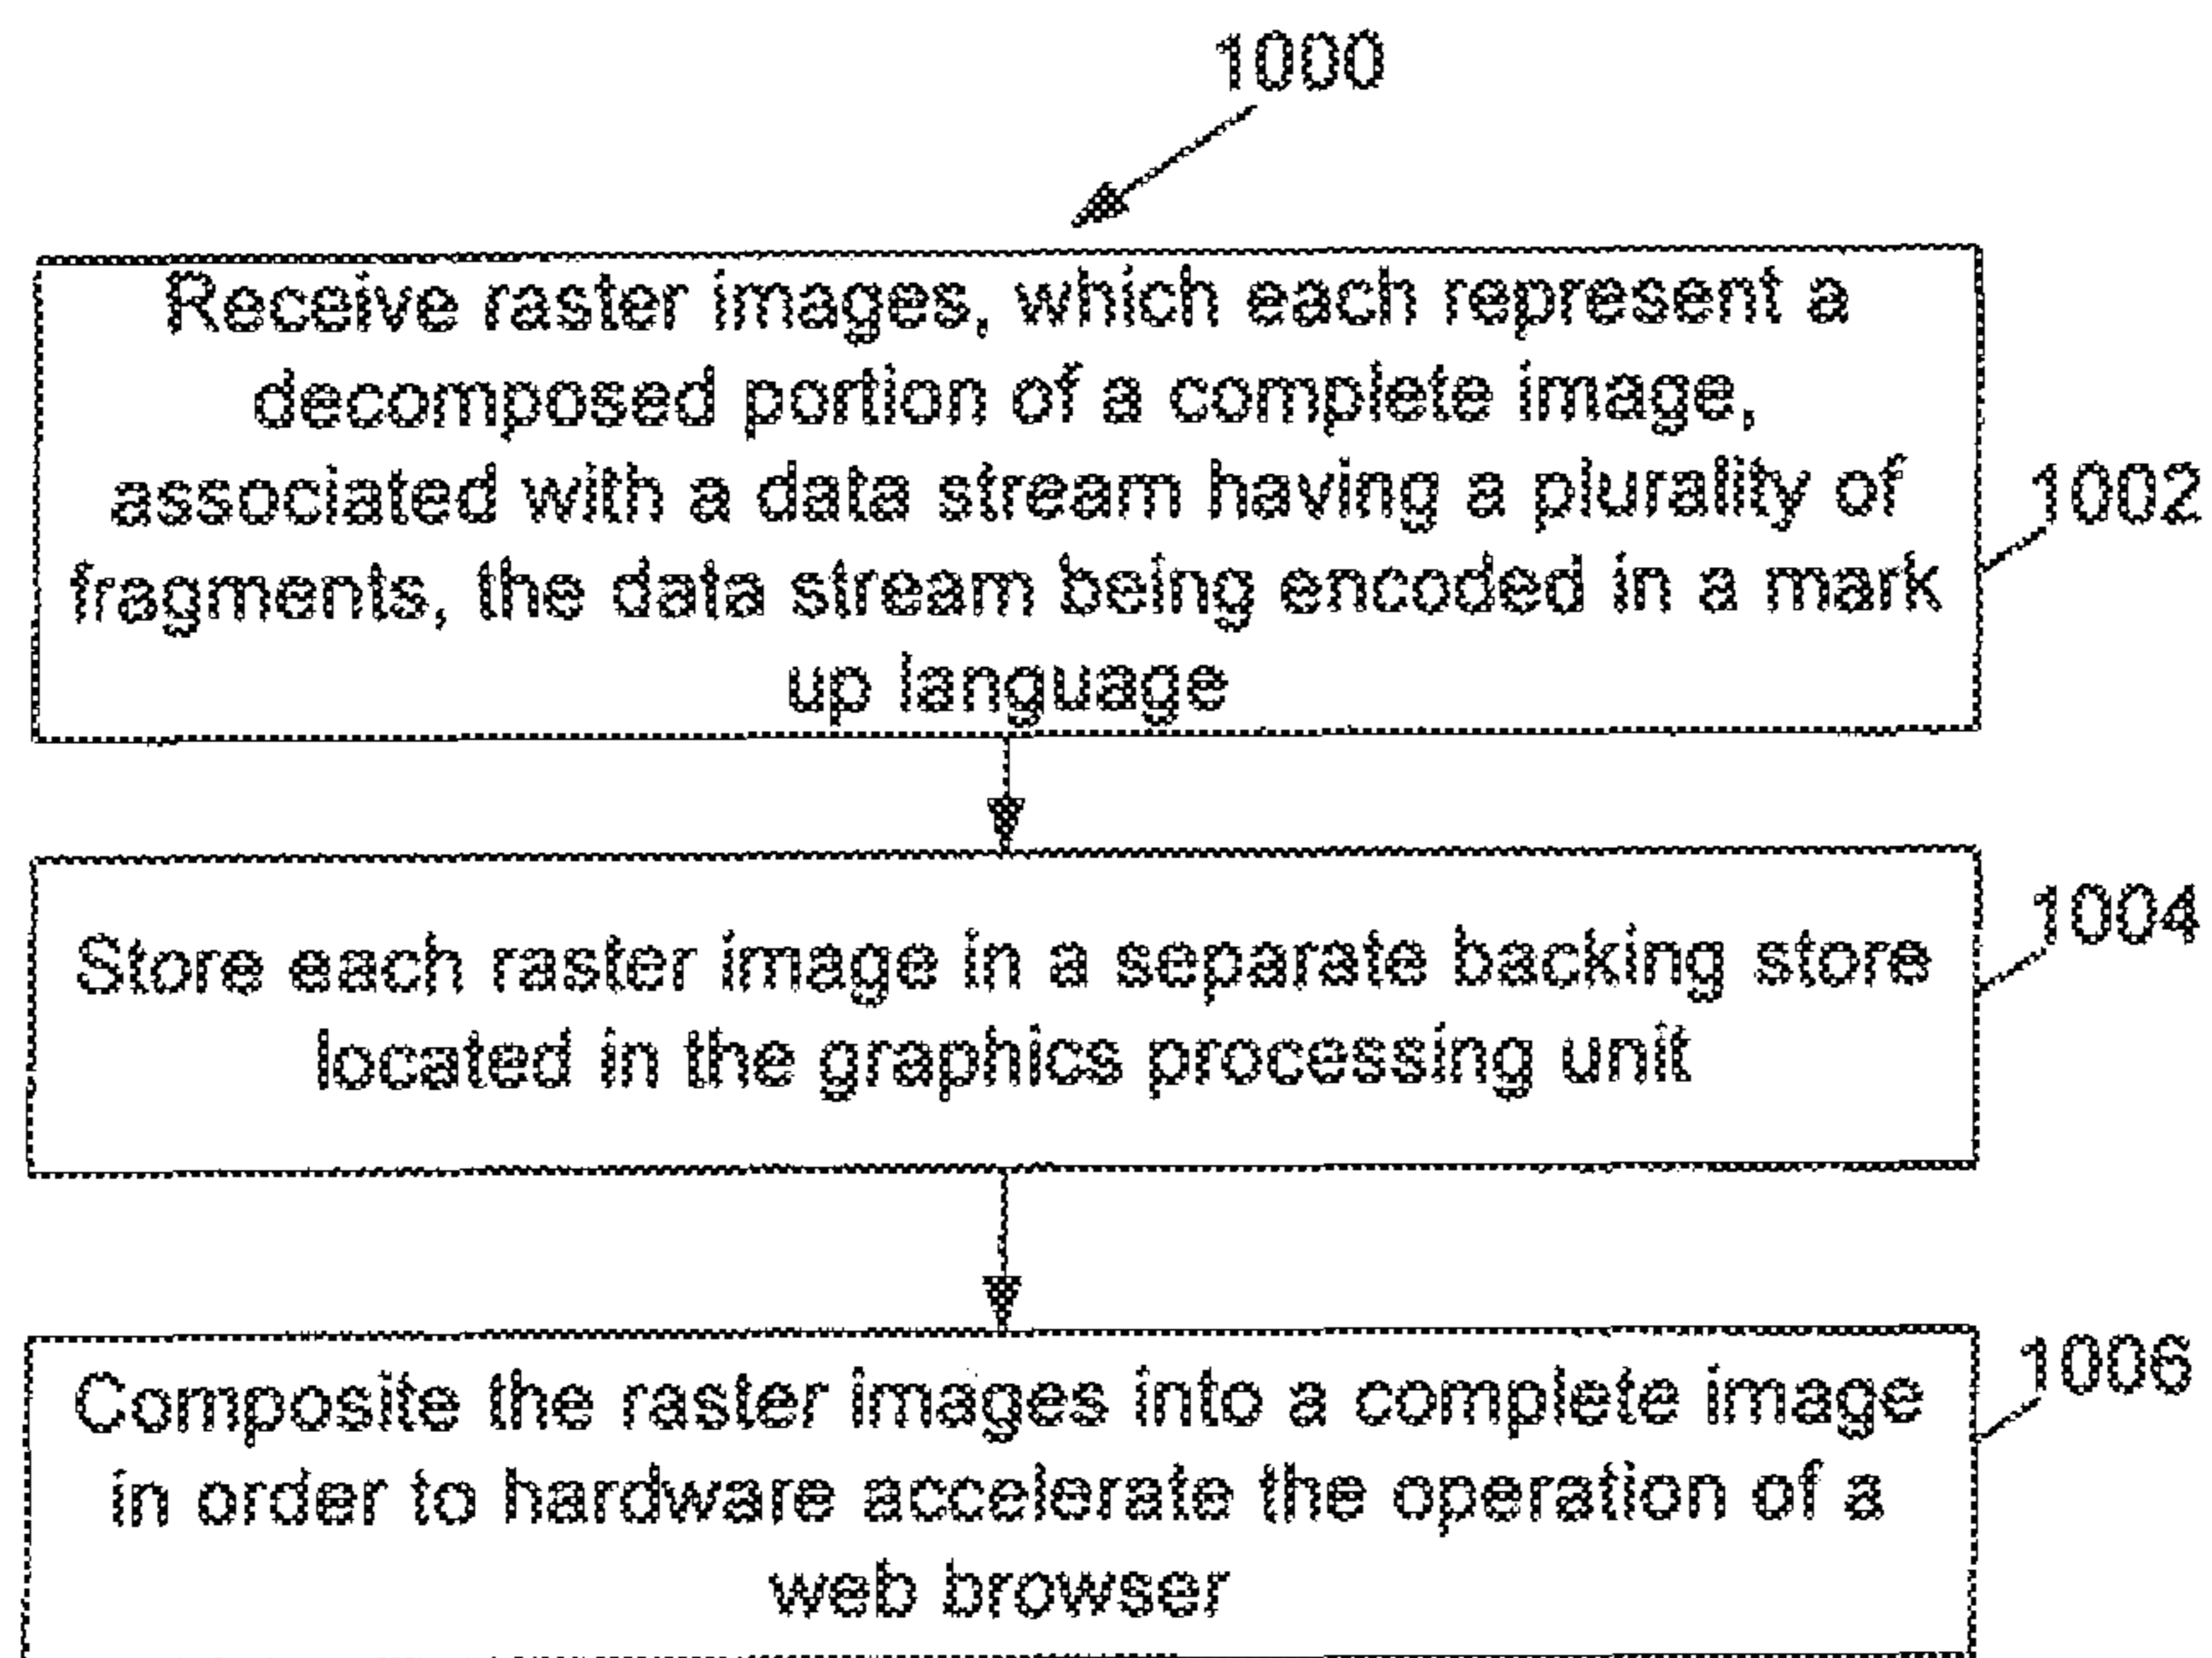 1000
Receive raster images, which each represent a
decomposed portion of a complete image,
associated with a data stream having a plurality of
fragments, the data stream being encoded in a mark
up language
1002
Store each raster image in a separate backing store
located in the graphics processing unit
1004
Composite the raster images into a complete image
in order to hardware accelerate the operation of a
web browser
1006